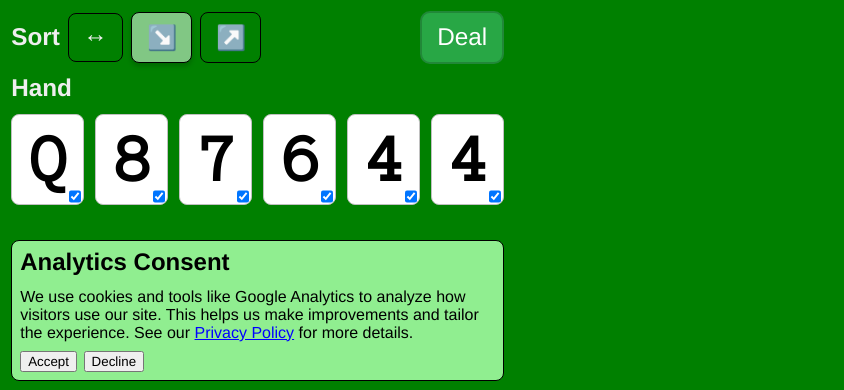 Sort ↔ ↘ ↗ Deal
Hand
Q 8 7 6 4 4
Analytics Consent
We use cookies and tools like Google Analytics to analyze how
visitors use our site. This helps us make improvements and tailor
the experience. See our Privacy Policy for more details.
Accept Decline